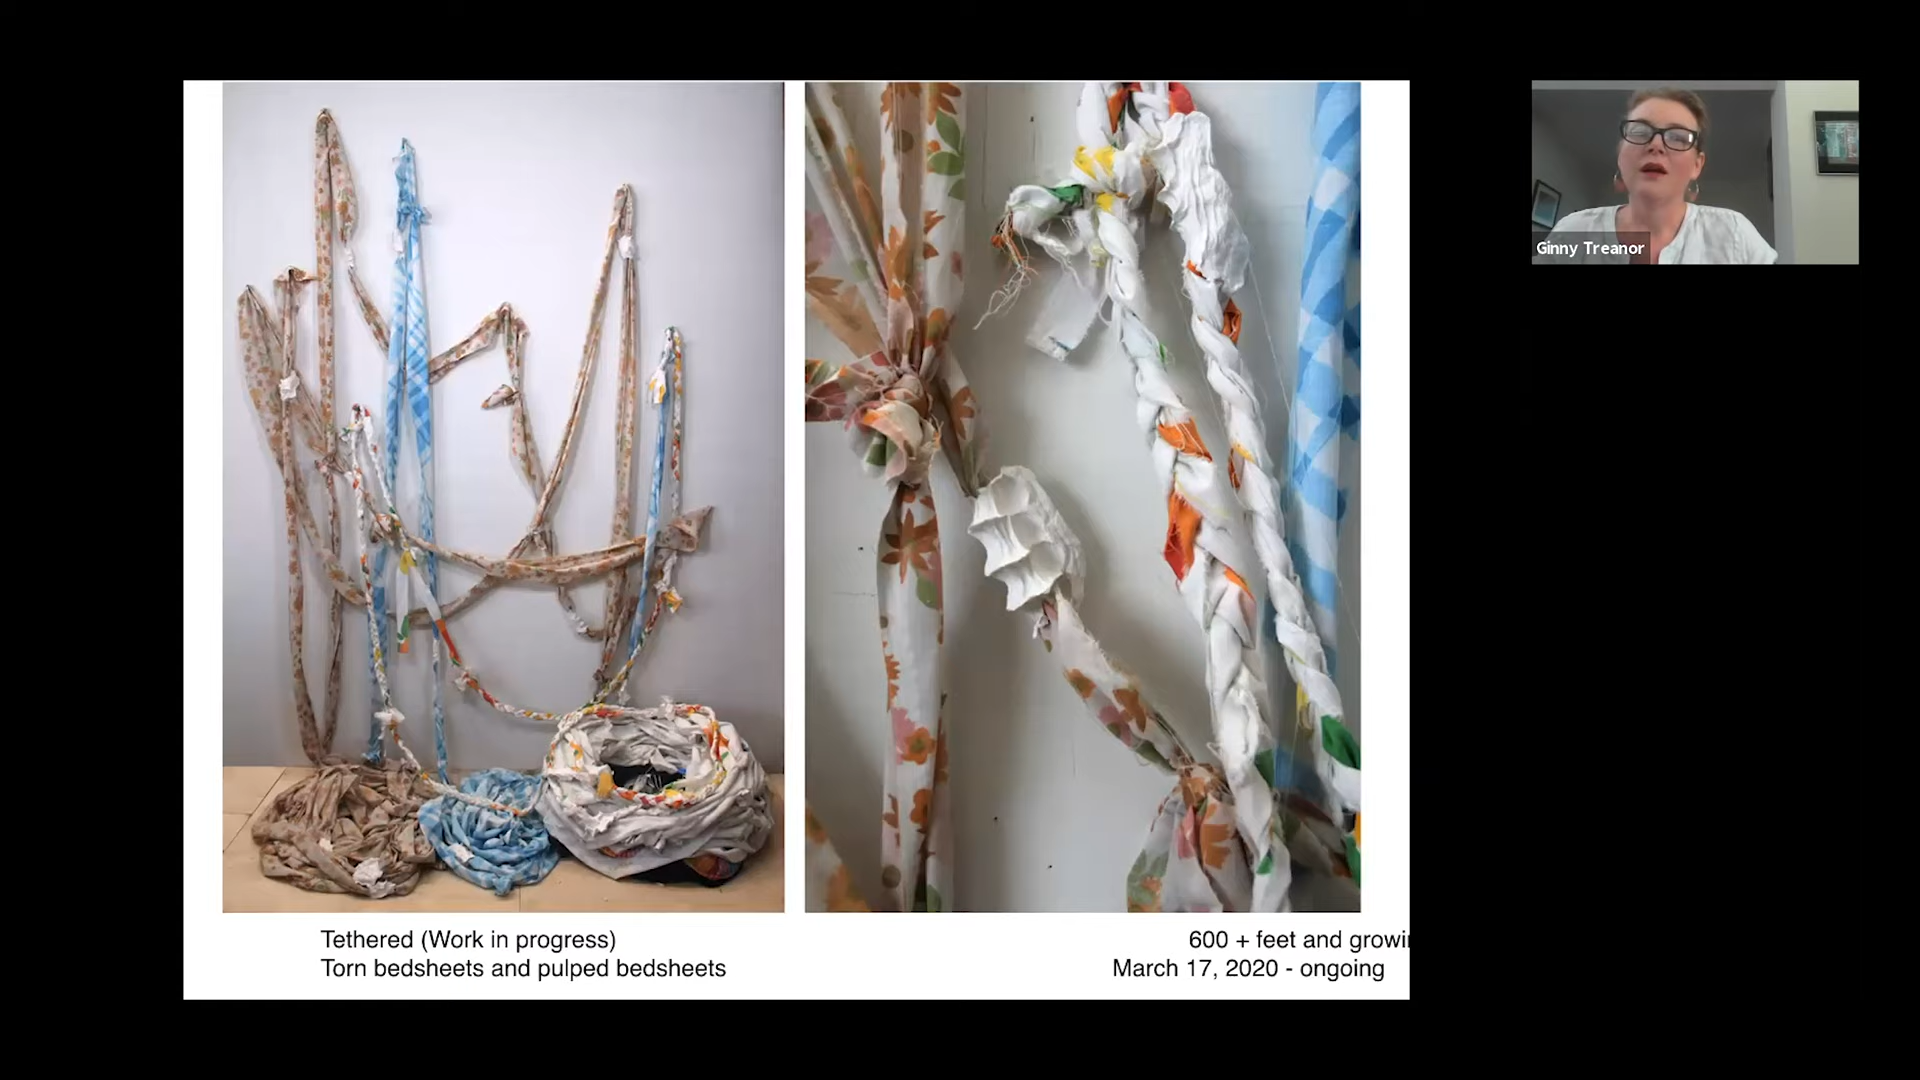 Ginny Treanor
Tethered (Work in progress)
Torn bedsheets and pulped bedsheets
600 + feet and growi
March 17, 2020 - ongoing